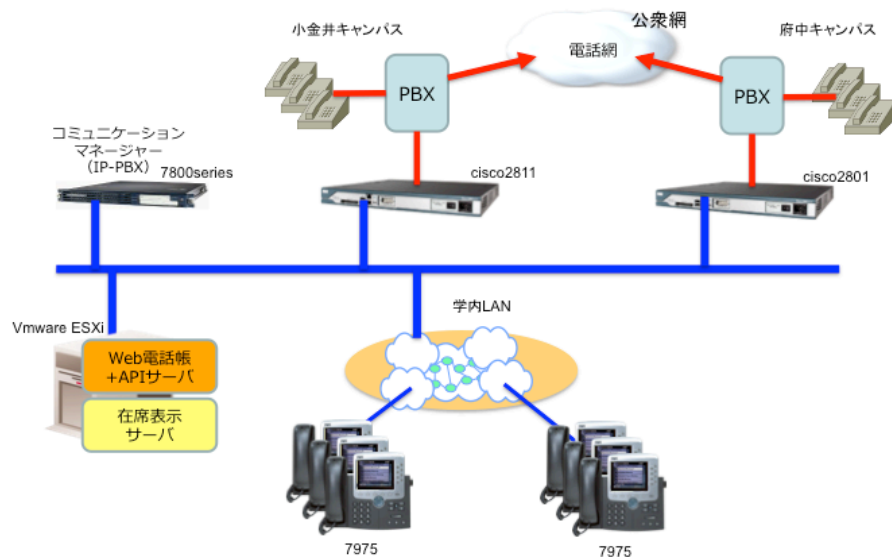 公衆網
小金井キャンパス
府中キャンパス
電話網
PBX
PBX
コミュニケーション
マネージャー
（IP-PBX）
7800series
cisco2811
cisco2801
学内LAN
Vmware ESXi
Web電話帳
+APIサーバ
在席表示
サーバ
7975
7975